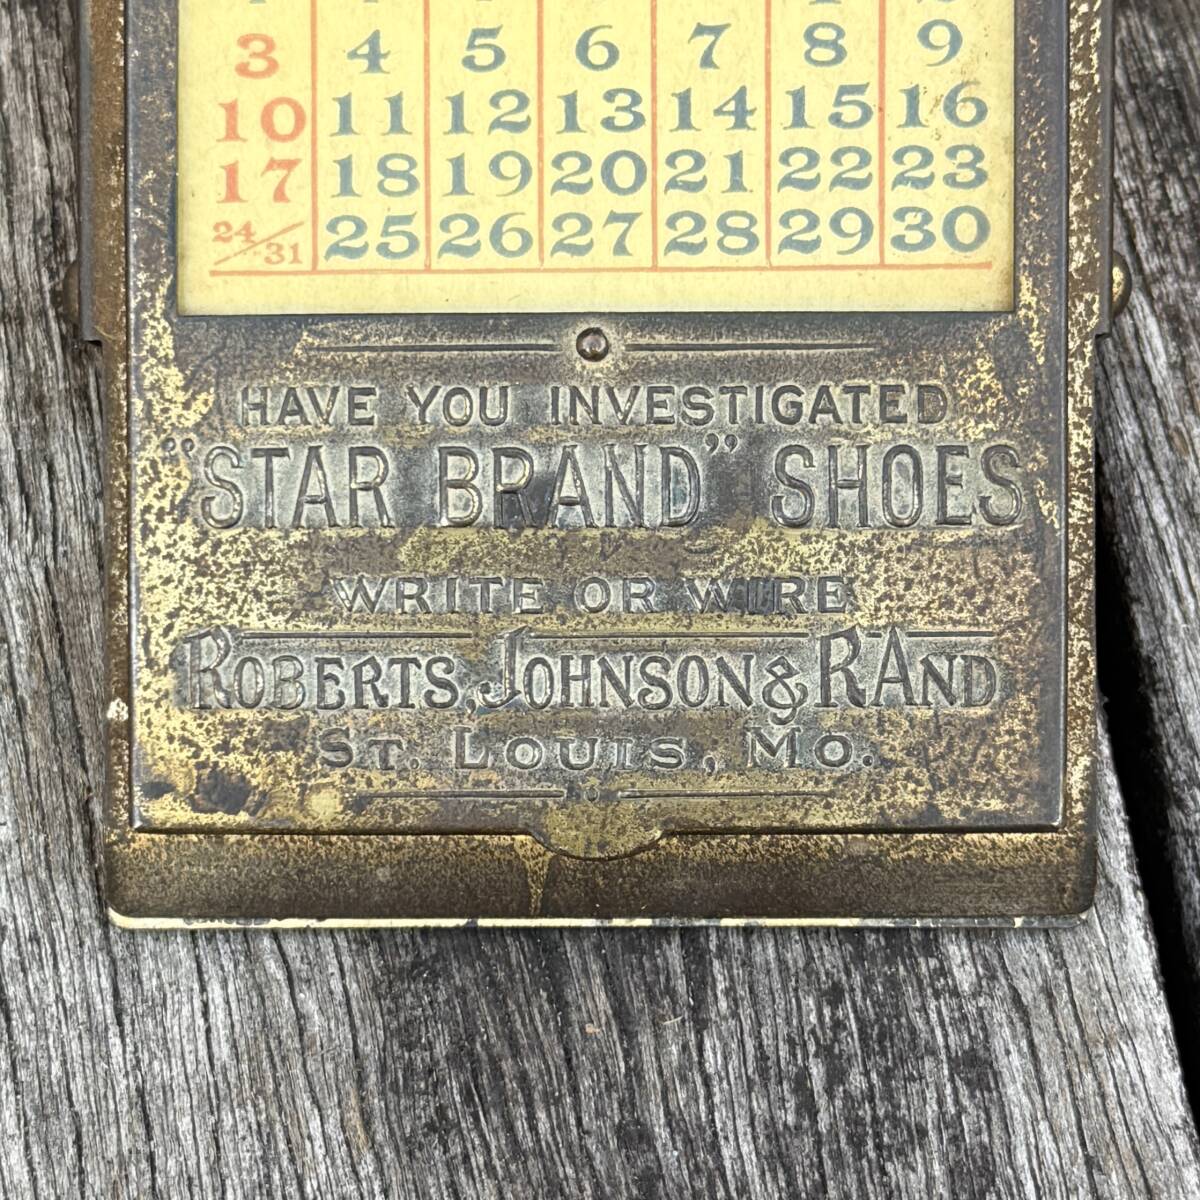 3 4 5 6 7 8 9
10 11 12 13 14 15 16
17 18 19 20 21 22 23
24/31 25 26 27 28 29 30
HAVE YOU INVESTIGATED
"STAR BRAND" SHOES
WRITE OR WIRE
ROBERTS, JOHNSON & RAND
ST. LOUIS, MO.